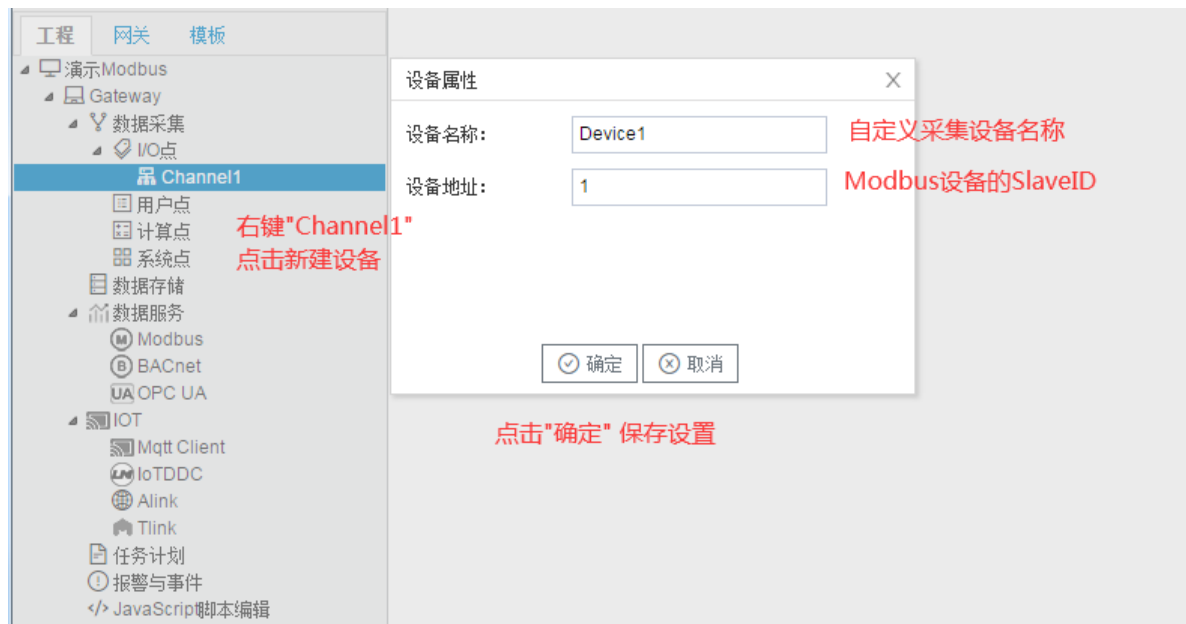 工程 网关 模板
演示Modbus
Gateway
数据采集
I/O点
Channel1
用户点
计算点
系统点
数据存储
数据服务
M Modbus
B BACnet
UA OPC UA
IOT
Mqtt Client
IoTDDC
Alink
Tlink
任务计划
报警与事件
</> JavaScript脚本编辑
右键"Channel1"
点击新建设备
设备属性
设备名称: Device1
自定义采集设备名称
设备地址: 1
Modbus设备的SlaveID
确定 取消
点击"确定" 保存设置